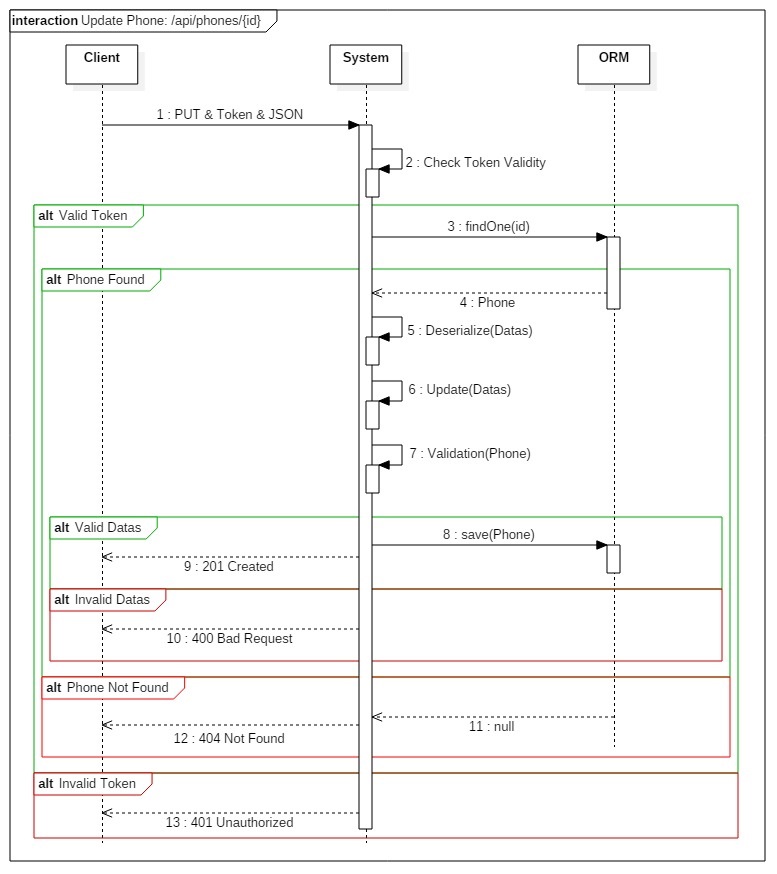 interaction Update Phone: /api/phones/{id}
Client
System
ORM
1 : PUT & Token & JSON
2 : Check Token Validity
alt Valid Token
3 : findOne(id)
alt Phone Found
4 : Phone
5 : Deserialize(Datas)
6 : Update(Datas)
7 : Validation(Phone)
alt Valid Datas
8 : save(Phone)
9 : 201 Created
alt Invalid Datas
10 : 400 Bad Request
alt Phone Not Found
11 : null
12 : 404 Not Found
alt Invalid Token
13 : 401 Unauthorized